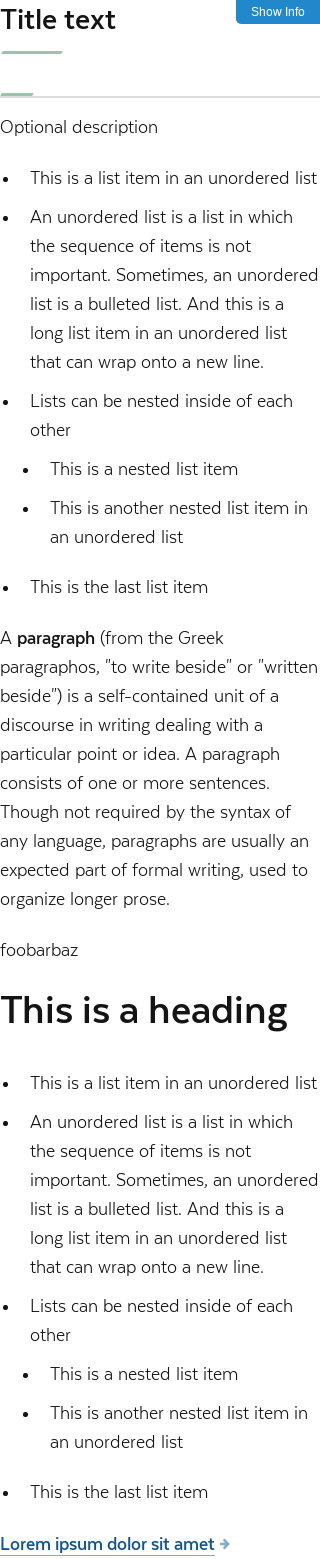 Title text
Show Info
Optional description
This is a list item in an unordered list
An unordered list is a list in which
the sequence of items is not
important. Sometimes, an unordered
list is a bulleted list. And this is a
long list item in an unordered list
that can wrap onto a new line.
Lists can be nested inside of each
other
This is a nested list item
This is another nested list item in
an unordered list
This is the last list item
A paragraph (from the Greek
paragraphos, "to write beside" or "written
beside") is a self-contained unit of a
discourse in writing dealing with a
particular point or idea. A paragraph
consists of one or more sentences.
Though not required by the syntax of
any language, paragraphs are usually an
expected part of formal writing, used to
organize longer prose.
foobarbaz
This is a heading
This is a list item in an unordered list
An unordered list is a list in which
the sequence of items is not
important. Sometimes, an unordered
list is a bulleted list. And this is a
long list item in an unordered list
that can wrap onto a new line.
Lists can be nested inside of each
other
This is a nested list item
This is another nested list item in
an unordered list
This is the last list item
Lorem ipsum dolor sit amet